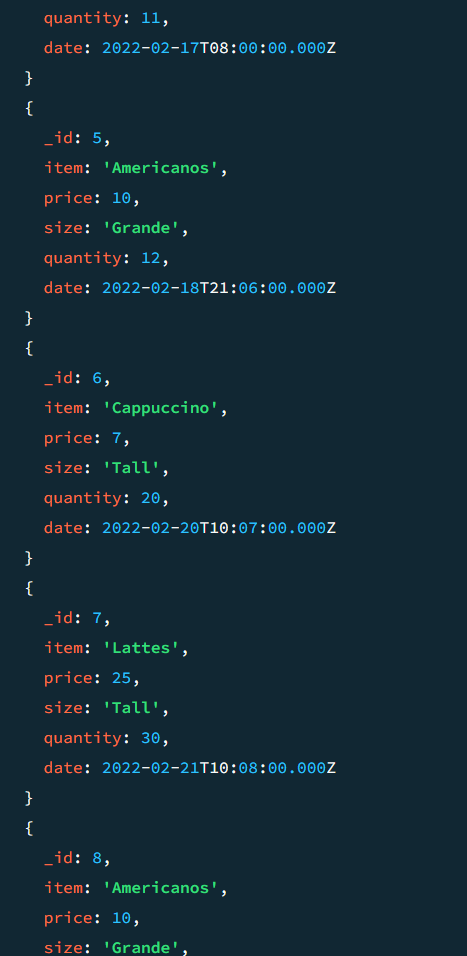 quantity: 11,
date: 2022-02-17T08:00:00.000Z
}
{
_id: 5,
item: 'Americanos',
price: 10,
size: 'Grande',
quantity: 12,
date: 2022-02-18T21:06:00.000Z
}
{
_id: 6,
item: 'Cappuccino',
price: 7,
size: 'Tall',
quantity: 20,
date: 2022-02-20T10:07:00.000Z
}
{
_id: 7,
item: 'Lattes',
price: 25,
size: 'Tall',
quantity: 30,
date: 2022-02-21T10:08:00.000Z
}
{
_id: 8,
item: 'Americanos',
price: 10,
size: 'Grande',